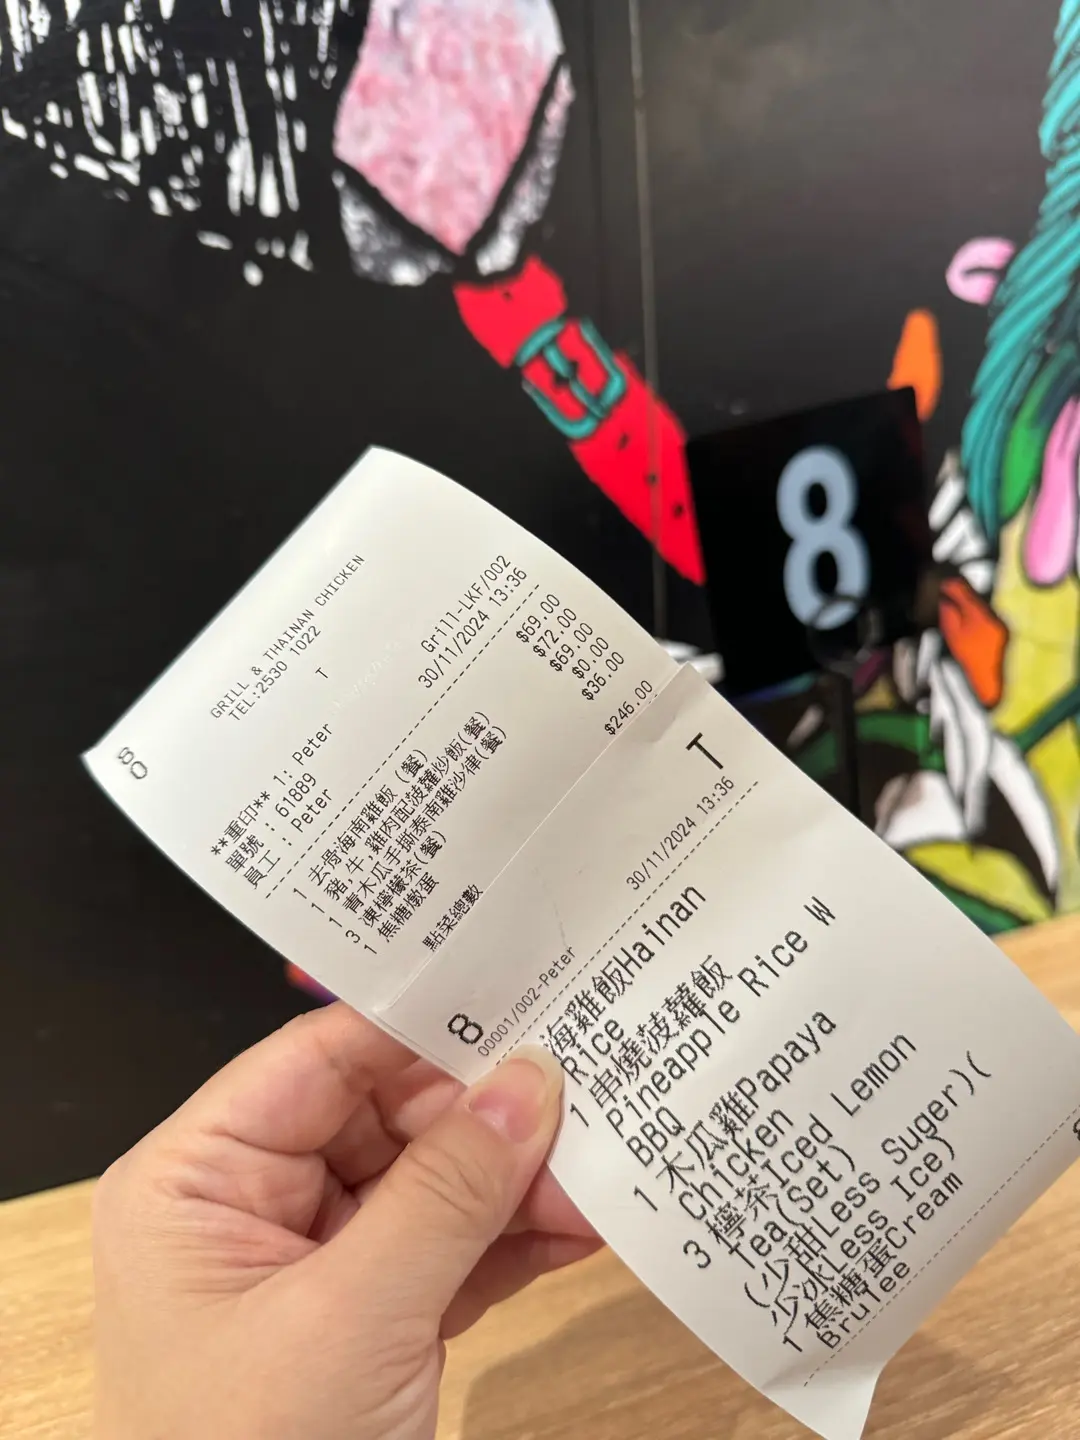 80
GRILL & THAINAN CHICKEN
TEL:2530 1022
T
**重印** 1: Peter
單號 : 61889
員工 : Peter
Grill-LKF/002
30/11/2024 13:36
1 去骨海南雞飯 (餐) $69.00
1 豬,牛,雞肉配菠蘿炒飯(餐) $72.00
1 青木瓜手撕泰南雞沙律(餐) $69.00
3 凍檸檬茶(餐) $0.00
1 焦糖燉蛋 $36.00
點菜總數 $246.00
8
T
00001/002-Peter 30/11/2024 13:36
海雞飯Hainan
Rice
1 串燒菠蘿飯
Pineapple Rice W
BBQ
1 木瓜雞Papaya
Chicken
3 檸茶Iced Lemon
Tea(Set)
(少甜Less Suger)(
少冰Less Ice)
1 焦糖蛋Cream
Brulee
8